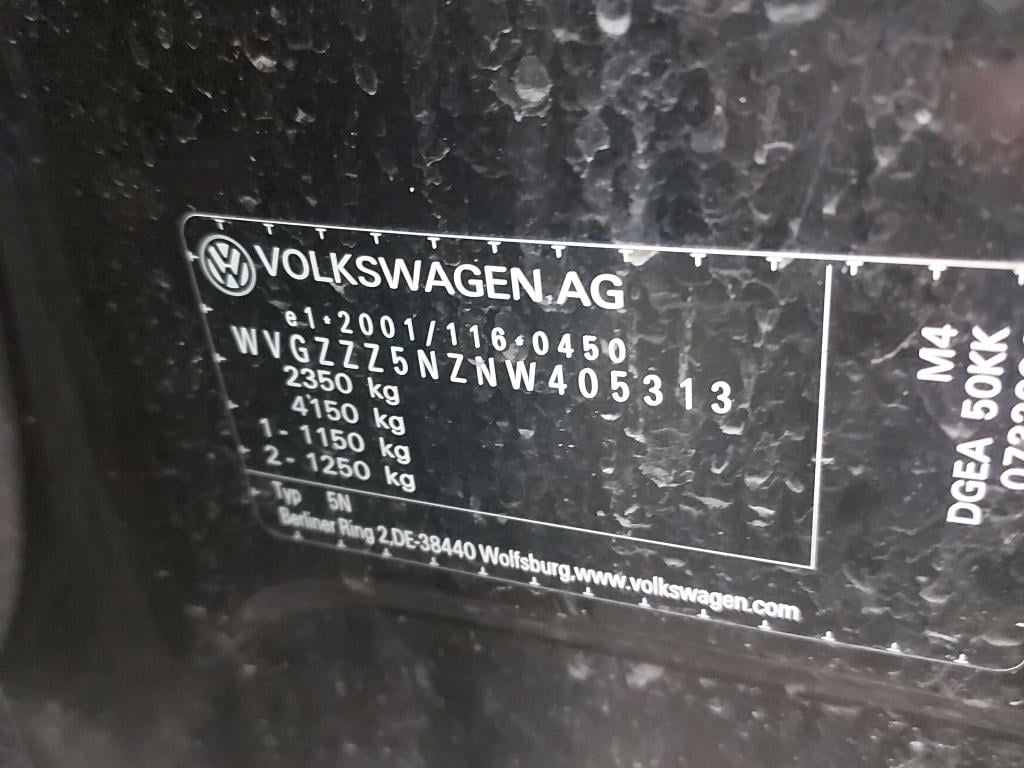 VOLKSWAGEN AG
e1*2001/116*0450
WVGZZZ5NZNW405313
2350 kg
4150 kg
1 - 1150 kg
2 - 1250 kg
Typ 5N
Berliner Ring 2,DE-38440 Wolfsburg,www.volkswagen.com
M4
DGEA 50KK